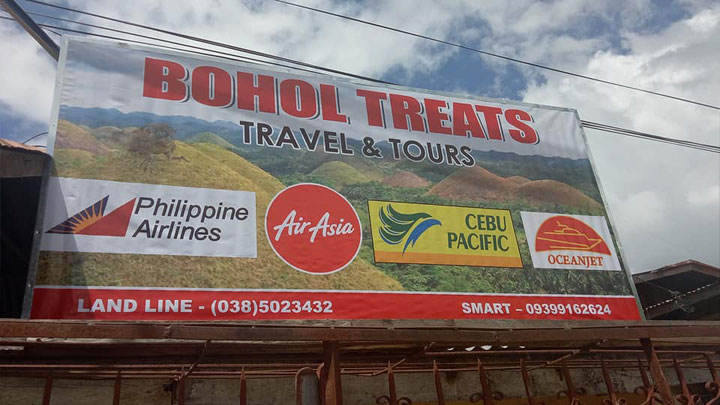 BOHOL TREATS
TRAVEL & TOURS
Philippine
Airlines
AirAsia
CEBU
PACIFIC
OCEANJET
LAND LINE - (038)5023432 SMART - 09399162624